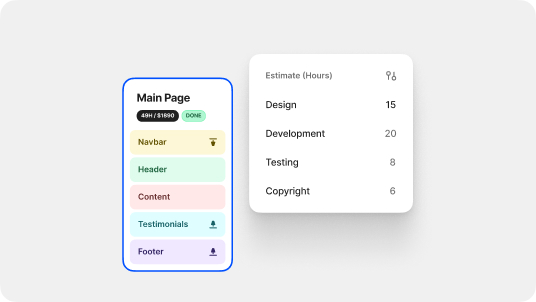 Main Page
49H / $1890 DONE
Navbar
Header
Content
Testimonials
Footer
Estimate (Hours)
Design 15
Development 20
Testing 8
Copyright 6